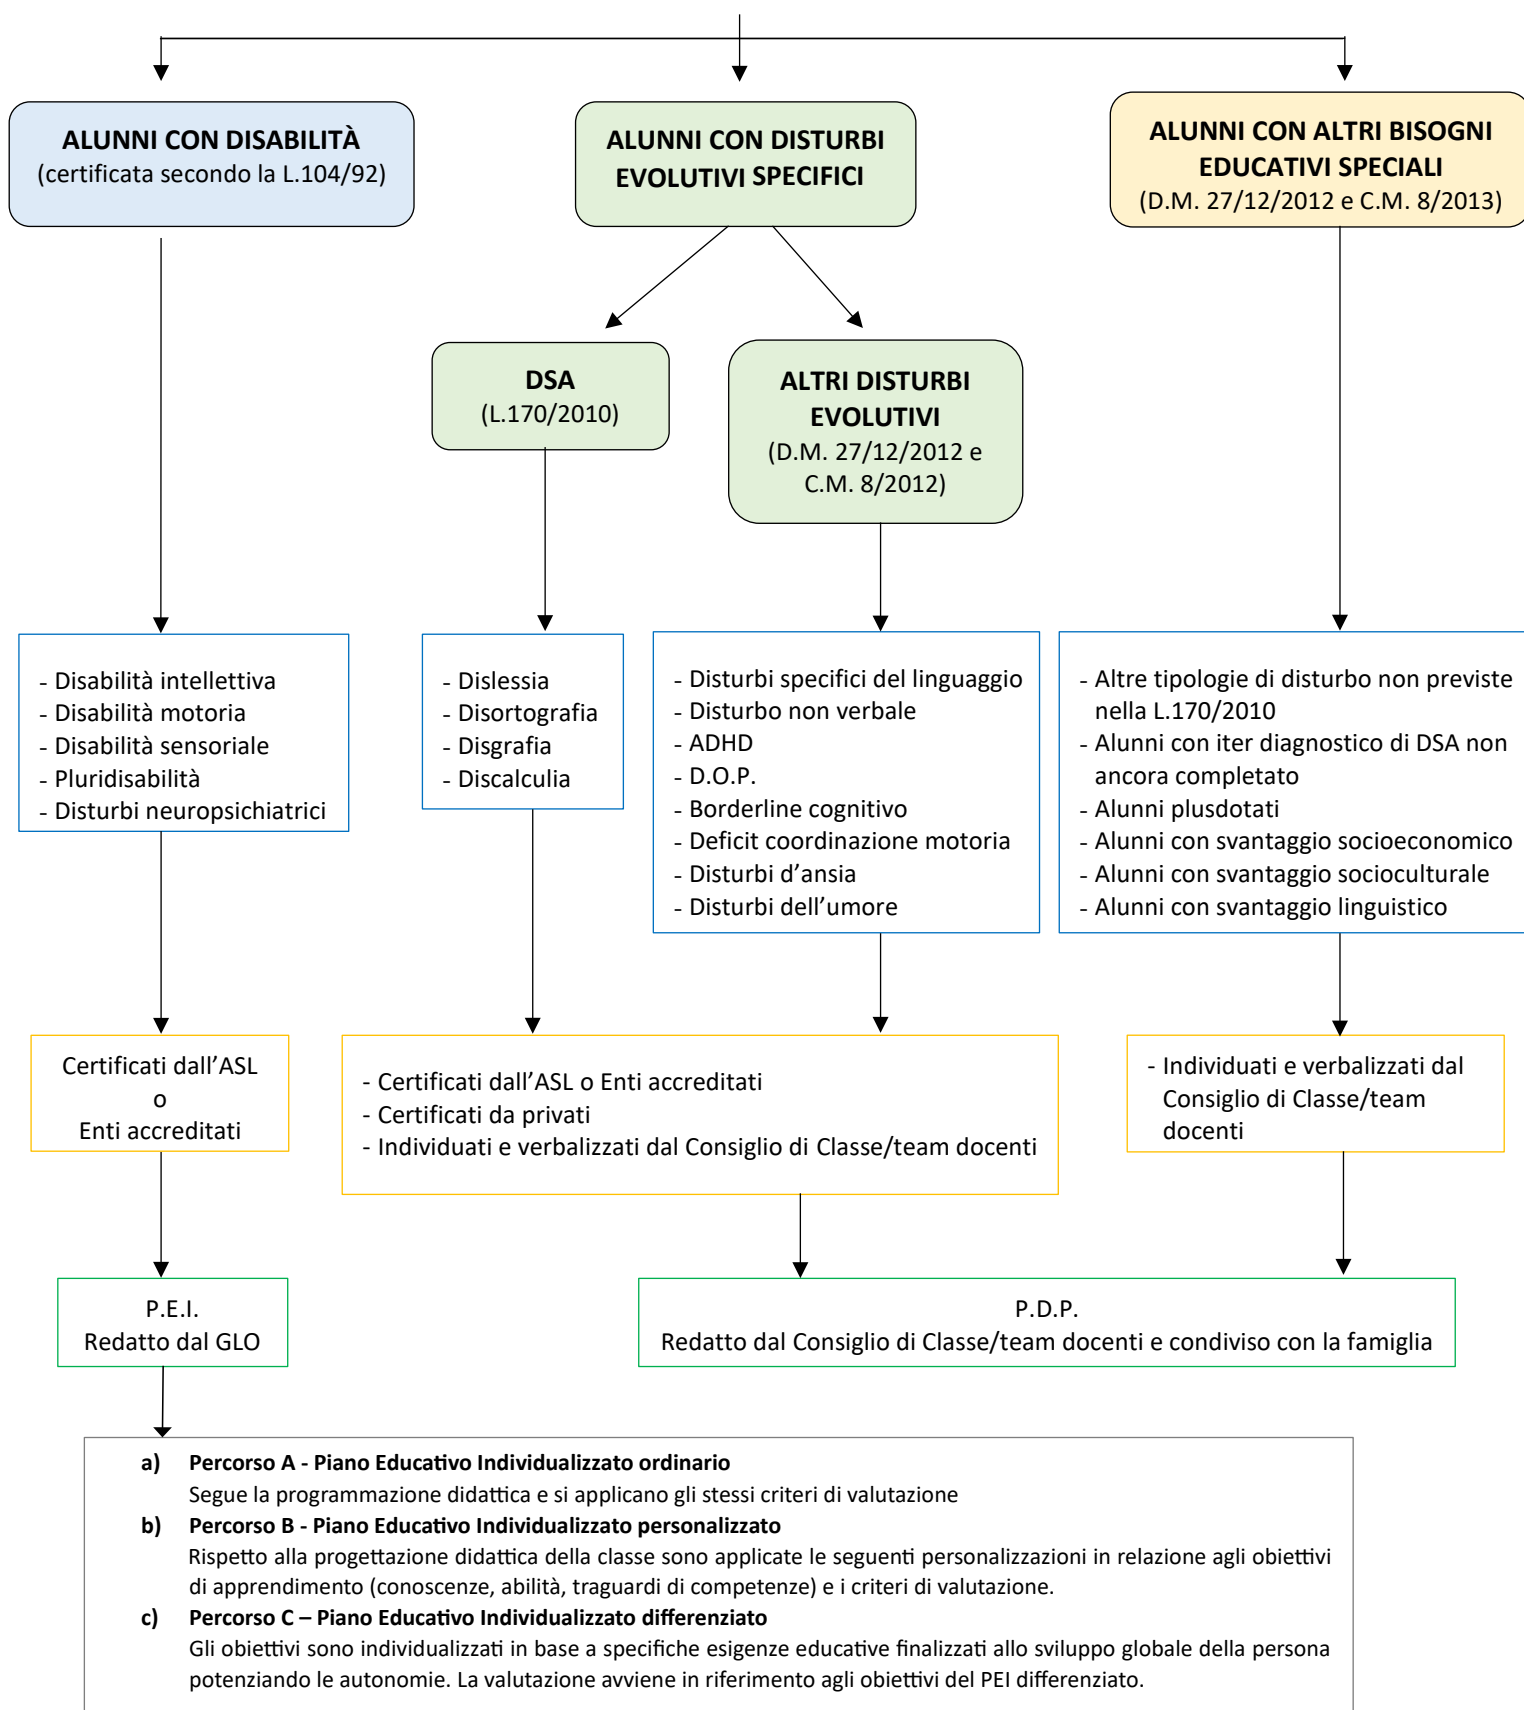 ALUNNI CON DISABILITÀ
(certificata secondo la L.104/92)
ALUNNI CON DISTURBI
EVOLUTIVI SPECIFICI
ALUNNI CON ALTRI BISOGNI
EDUCATIVI SPECIALI
(D.M. 27/12/2012 e C.M. 8/2013)
DSA
(L.170/2010)
ALTRI DISTURBI
EVOLUTIVI
(D.M. 27/12/2012 e
C.M. 8/2012)
- Disabilità intellettiva
- Disabilità motoria
- Disabilità sensoriale
- Pluridisabilità
- Disturbi neuropsichiatrici
- Dislessia
- Disortografia
- Disgrafia
- Discalculia
- Disturbi specifici del linguaggio
- Disturbo non verbale
- ADHD
- D.O.P.
- Borderline cognitivo
- Deficit coordinazione motoria
- Disturbi d’ansia
- Disturbi dell’umore
- Altre tipologie di disturbo non previste
nella L.170/2010
- Alunni con iter diagnostico di DSA non
ancora completato
- Alunni plusdotati
- Alunni con svantaggio socioeconomico
- Alunni con svantaggio socioculturale
- Alunni con svantaggio linguistico
Certificati dall’ASL
o
Enti accreditati
- Certificati dall’ASL o Enti accreditati
- Certificati da privati
- Individuati e verbalizzati dal Consiglio di Classe/team docenti
- Individuati e verbalizzati dal
Consiglio di Classe/team
docenti
P.E.I.
Redatto dal GLO
P.D.P.
Redatto dal Consiglio di Classe/team docenti e condiviso con la famiglia
a) Percorso A - Piano Educativo Individualizzato ordinario
Segue la programmazione didattica e si applicano gli stessi criteri di valutazione
b) Percorso B - Piano Educativo Individualizzato personalizzato
Rispetto alla progettazione didattica della classe sono applicate le seguenti personalizzazioni in relazione agli obiettivi
di apprendimento (conoscenze, abilità, traguardi di competenze) e i criteri di valutazione.
c) Percorso C – Piano Educativo Individualizzato differenziato
Gli obiettivi sono individualizzati in base a specifiche esigenze educative finalizzati allo sviluppo globale della persona
potenziando le autonomie. La valutazione avviene in riferimento agli obiettivi del PEI differenziato.